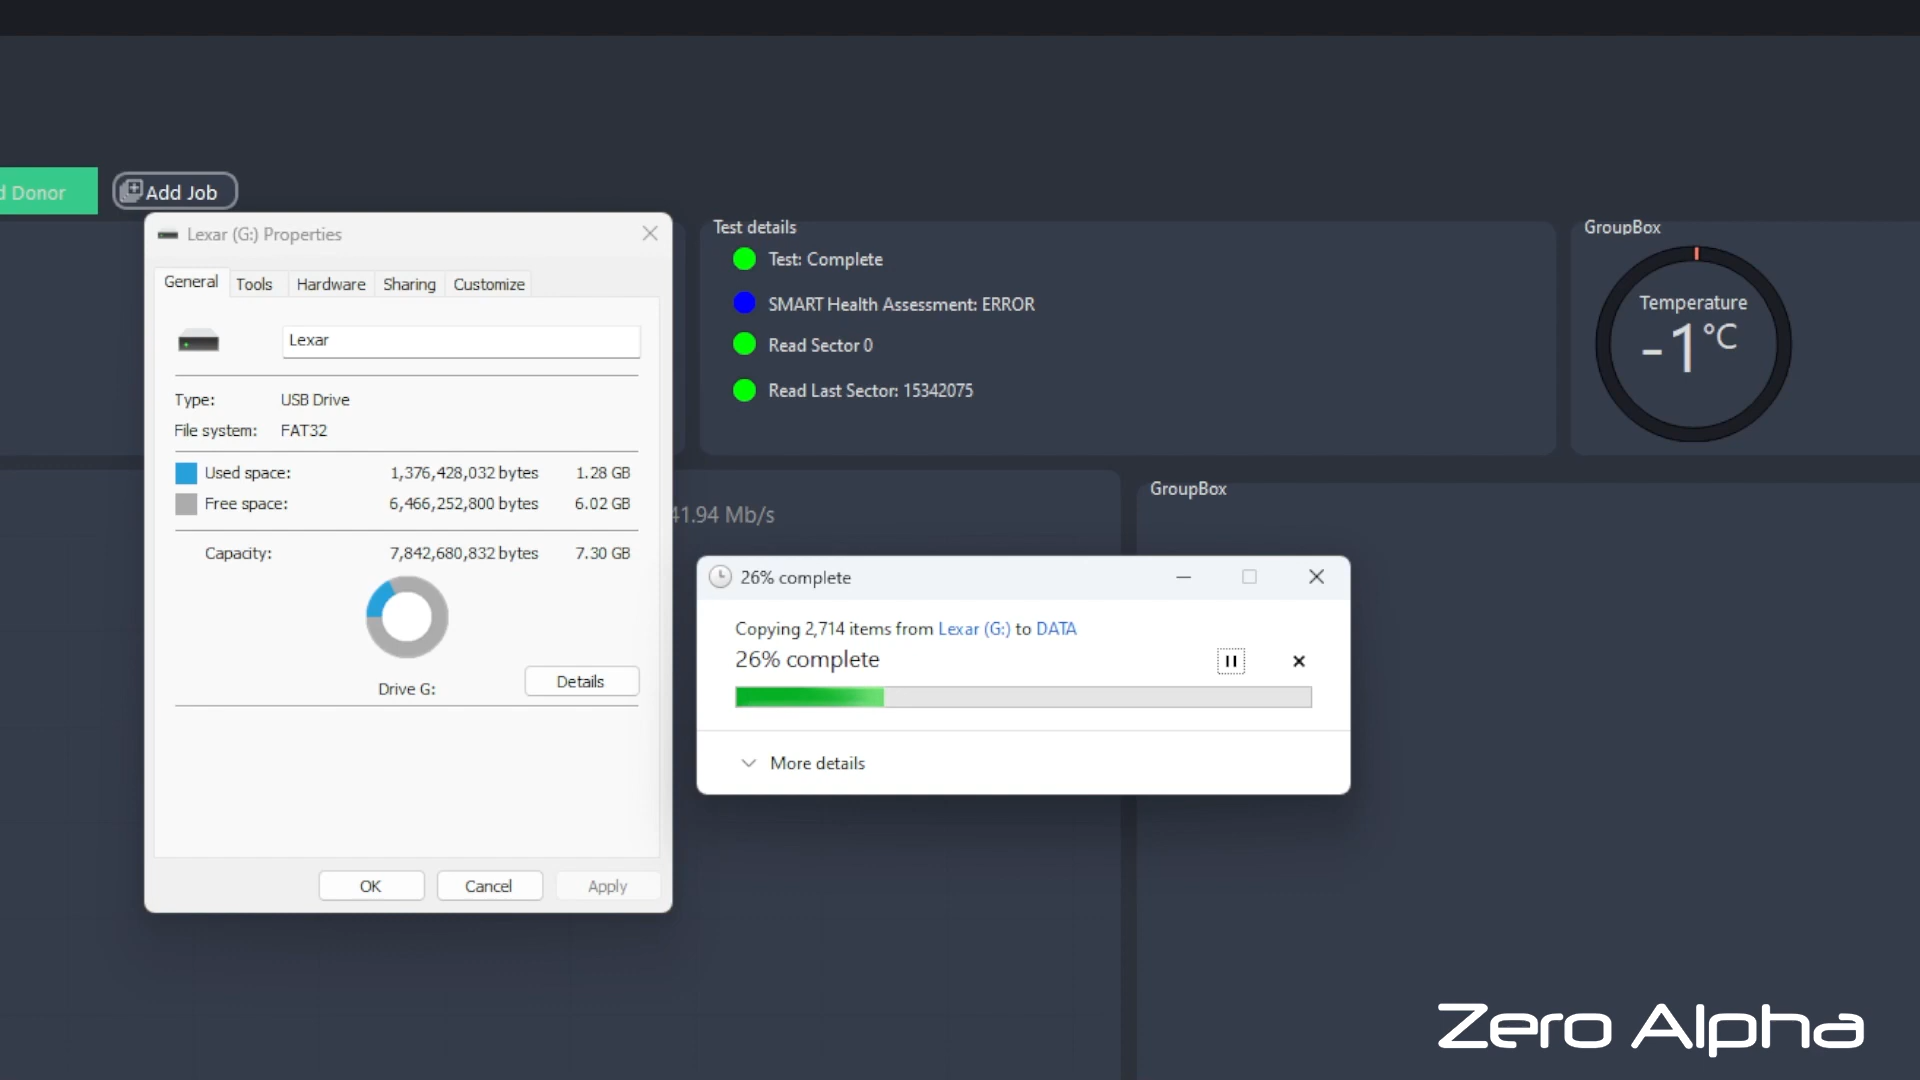 d Donor
Add Job
Lexar (G:) Properties
General Tools Hardware Sharing Customize
Lexar
Type: USB Drive
File system: FAT32
Used space: 1,376,428,032 bytes 1.28 GB
Free space: 6,466,252,800 bytes 6.02 GB
Capacity: 7,842,680,832 bytes 7.30 GB
Drive G:
Details
OK Cancel Apply
Test details
Test: Complete
SMART Health Assessment: ERROR
Read Sector 0
Read Last Sector: 15342075
GroupBox
Temperature
-1°C
41.94 Mb/s
GroupBox
26% complete
Copying 2,714 items from Lexar (G:) to DATA
26% complete
More details
Zero Alpha